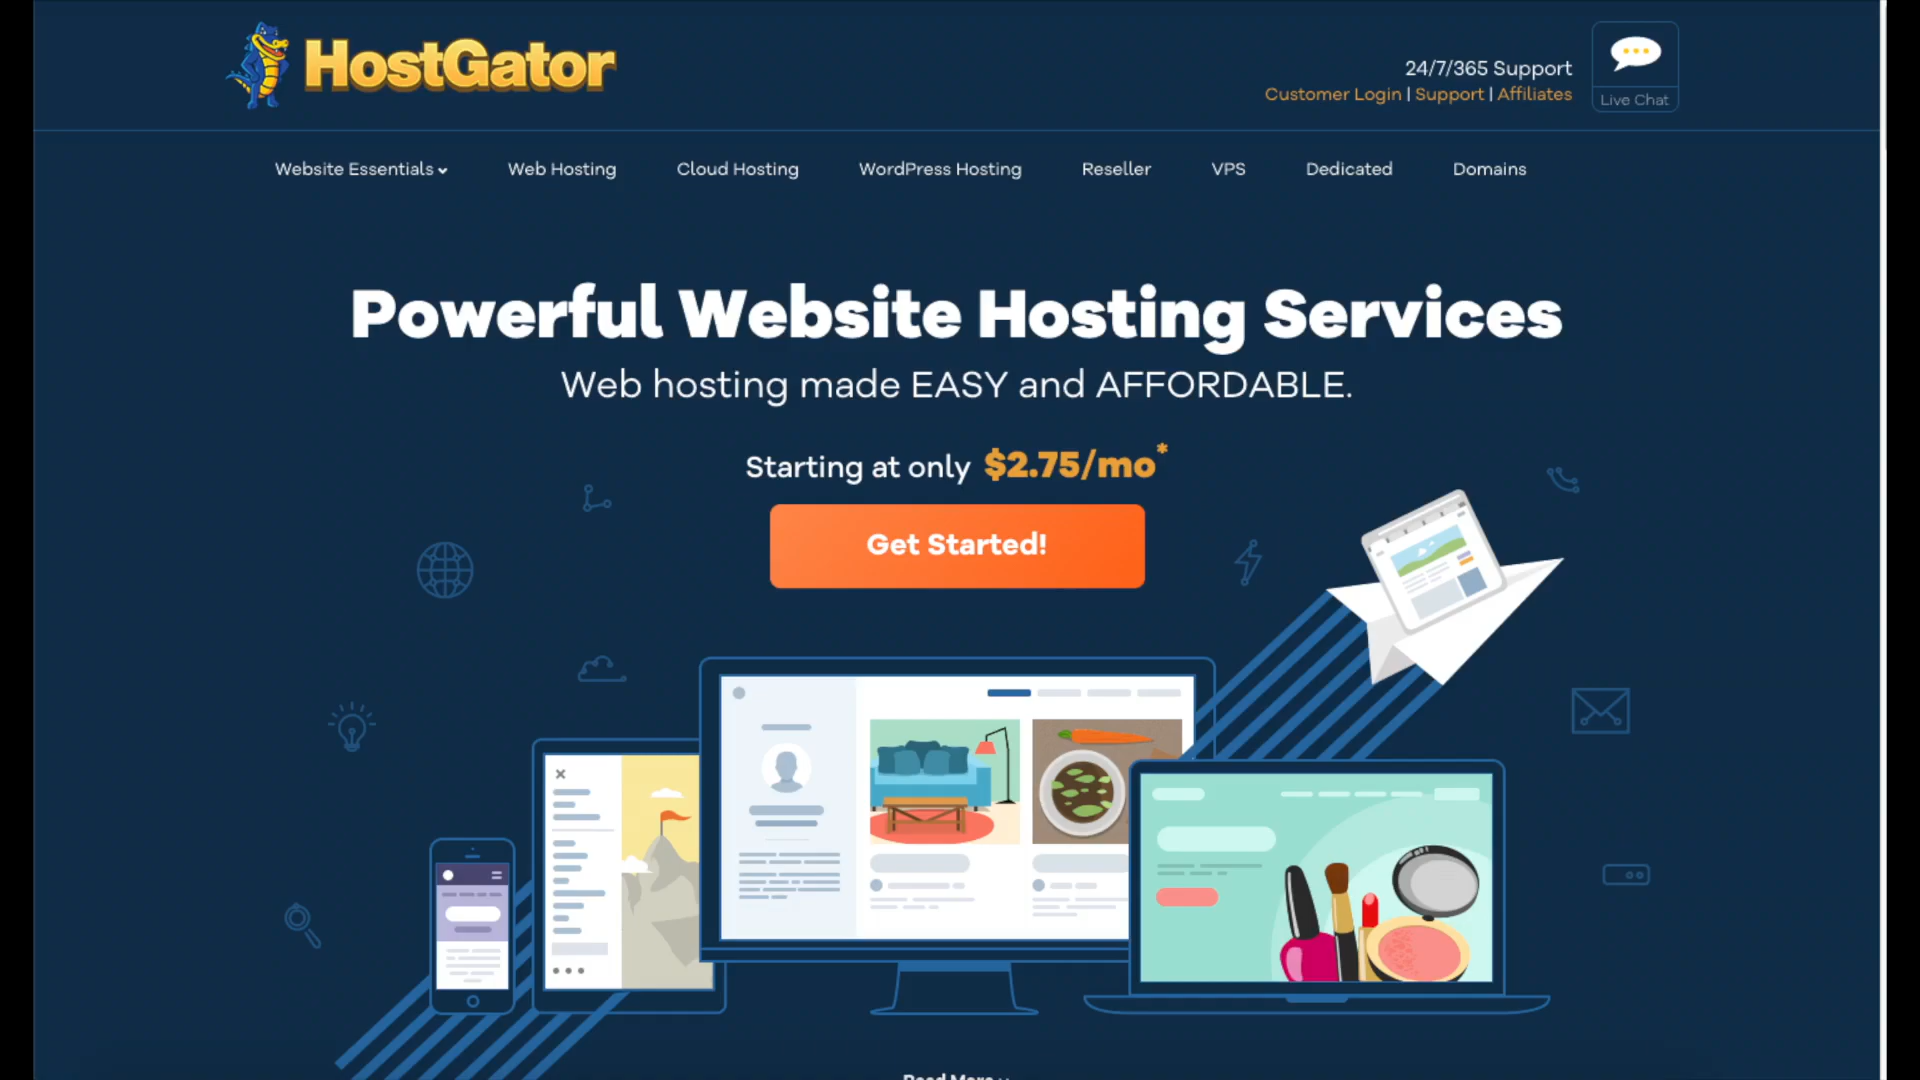 HostGator
24/7/365 Support
Customer Login | Support | Affiliates
Live Chat
Website Essentials
Web Hosting
Cloud Hosting
WordPress Hosting
Reseller
VPS
Dedicated
Domains
Powerful Website Hosting Services
Web hosting made EASY and AFFORDABLE.
Starting at only $2.75/mo*
Get Started!
Read More